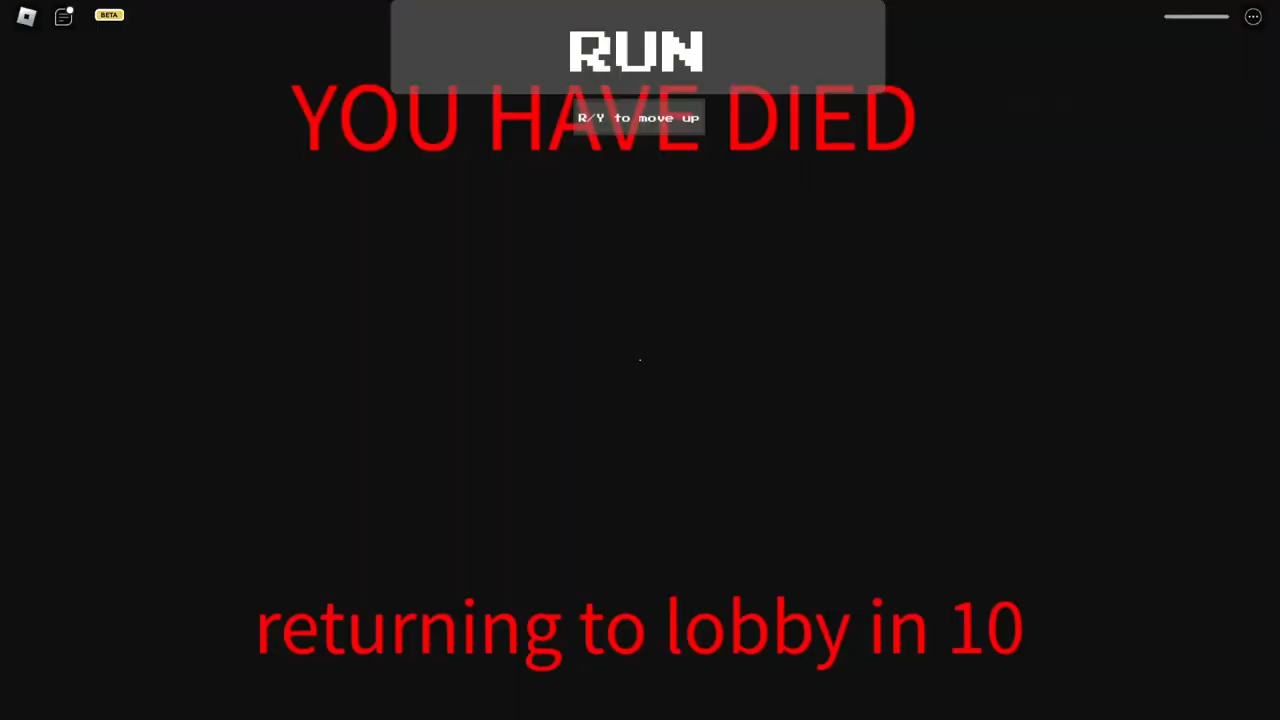 BETA
RUN
YOU HAVE DIED
R/Y to move up
returning to lobby in 10